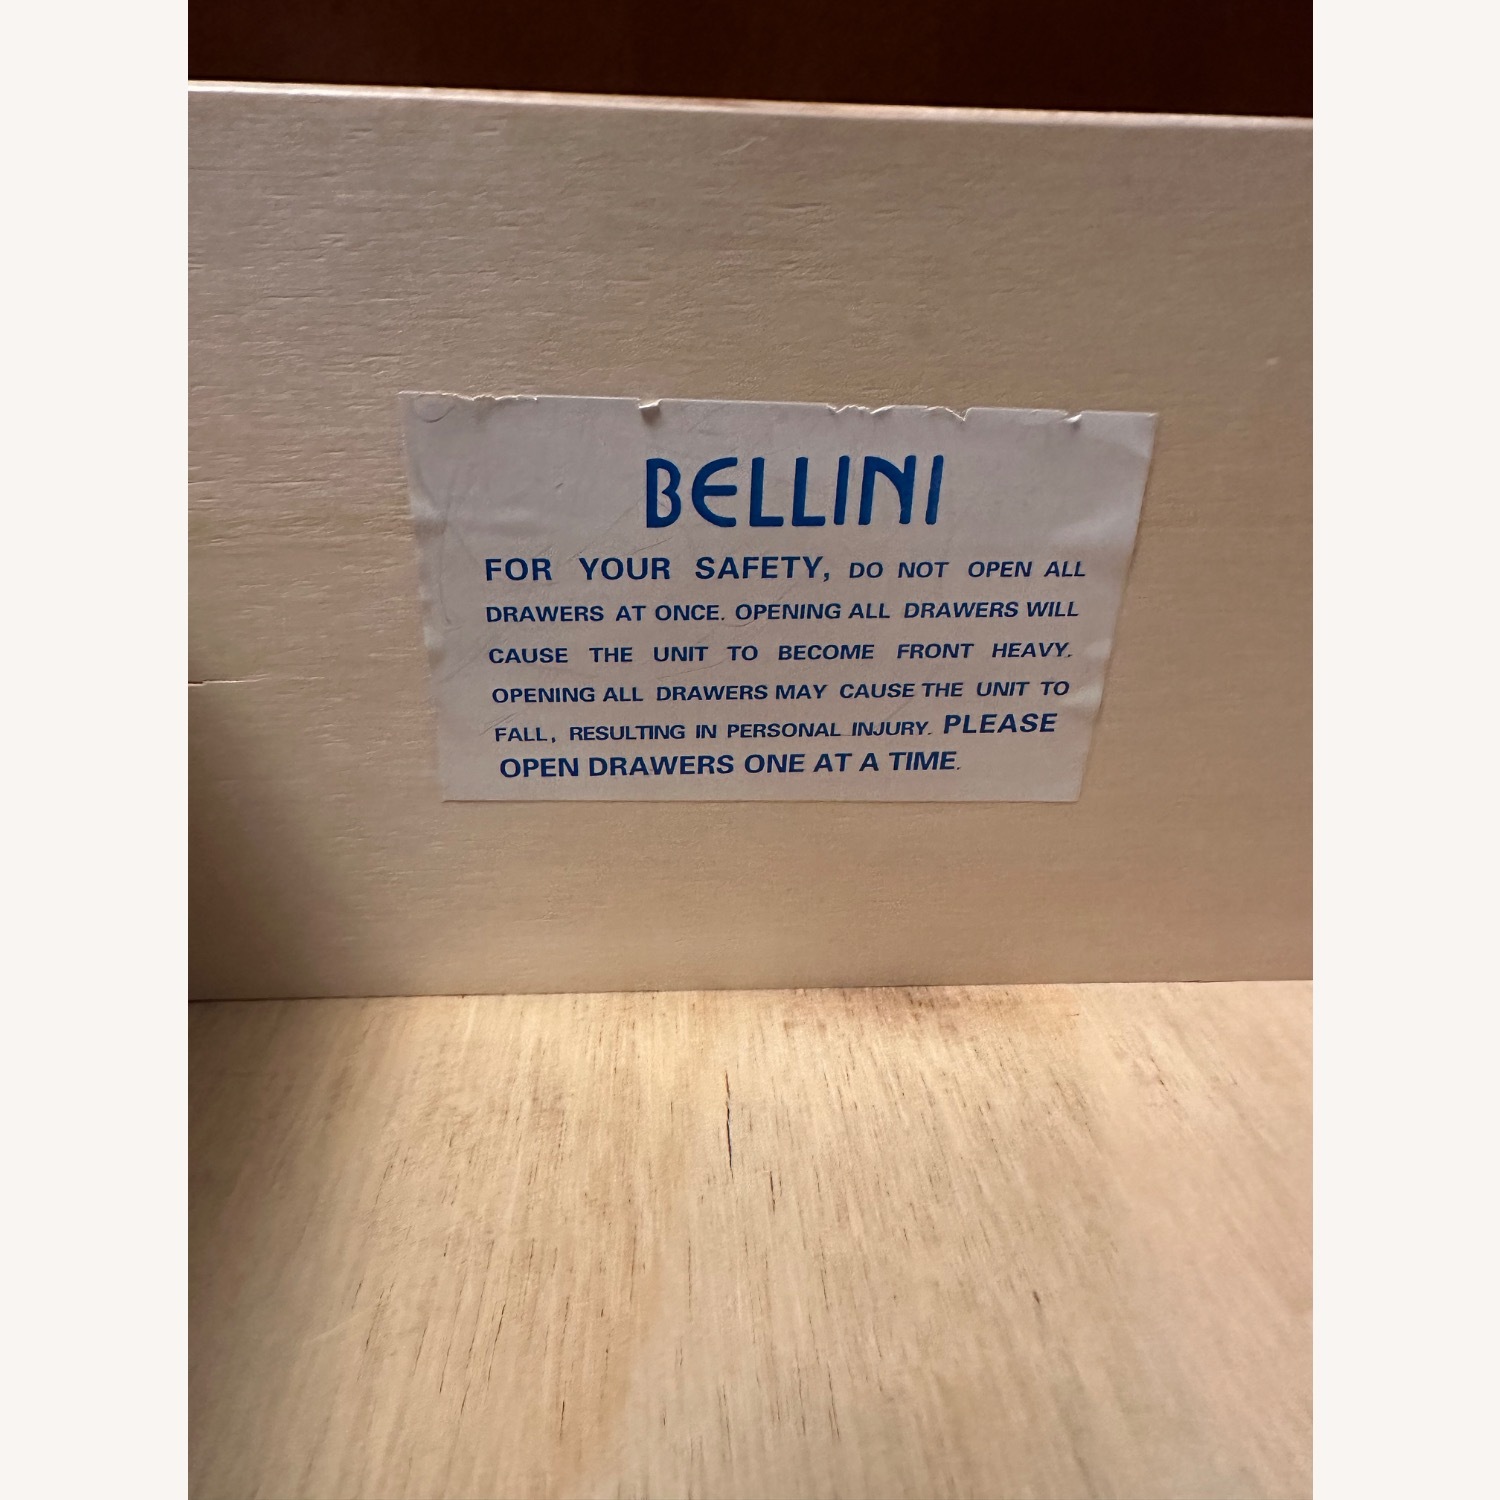 BELLINI
FOR YOUR SAFETY, DO NOT OPEN ALL
DRAWERS AT ONCE. OPENING ALL DRAWERS WILL
CAUSE THE UNIT TO BECOME FRONT HEAVY.
OPENING ALL DRAWERS MAY CAUSE THE UNIT TO
FALL, RESULTING IN PERSONAL INJURY. PLEASE
OPEN DRAWERS ONE AT A TIME.